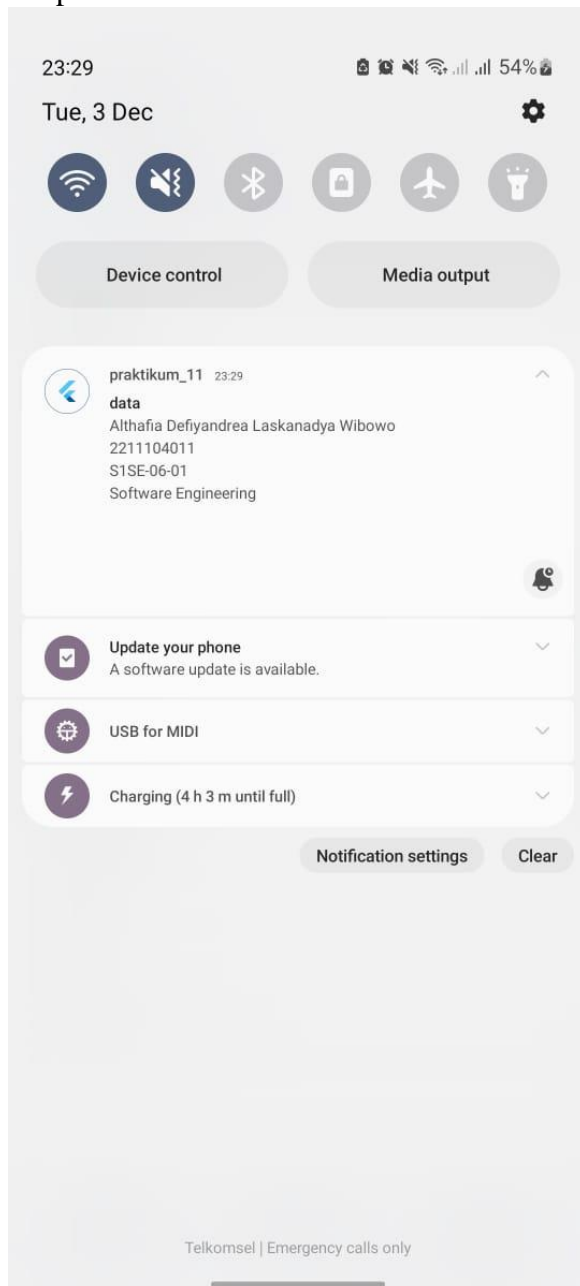 23:29 54%
Tue, 3 Dec
Device control Media output
praktikum_11 23:29
data
Althafia Defiyandrea Laskanadya Wibowo
2211104011
S1SE-06-01
Software Engineering
Update your phone
A software update is available.
USB for MIDI
Charging (4 h 3 m until full)
Notification settings Clear
Telkomsel | Emergency calls only